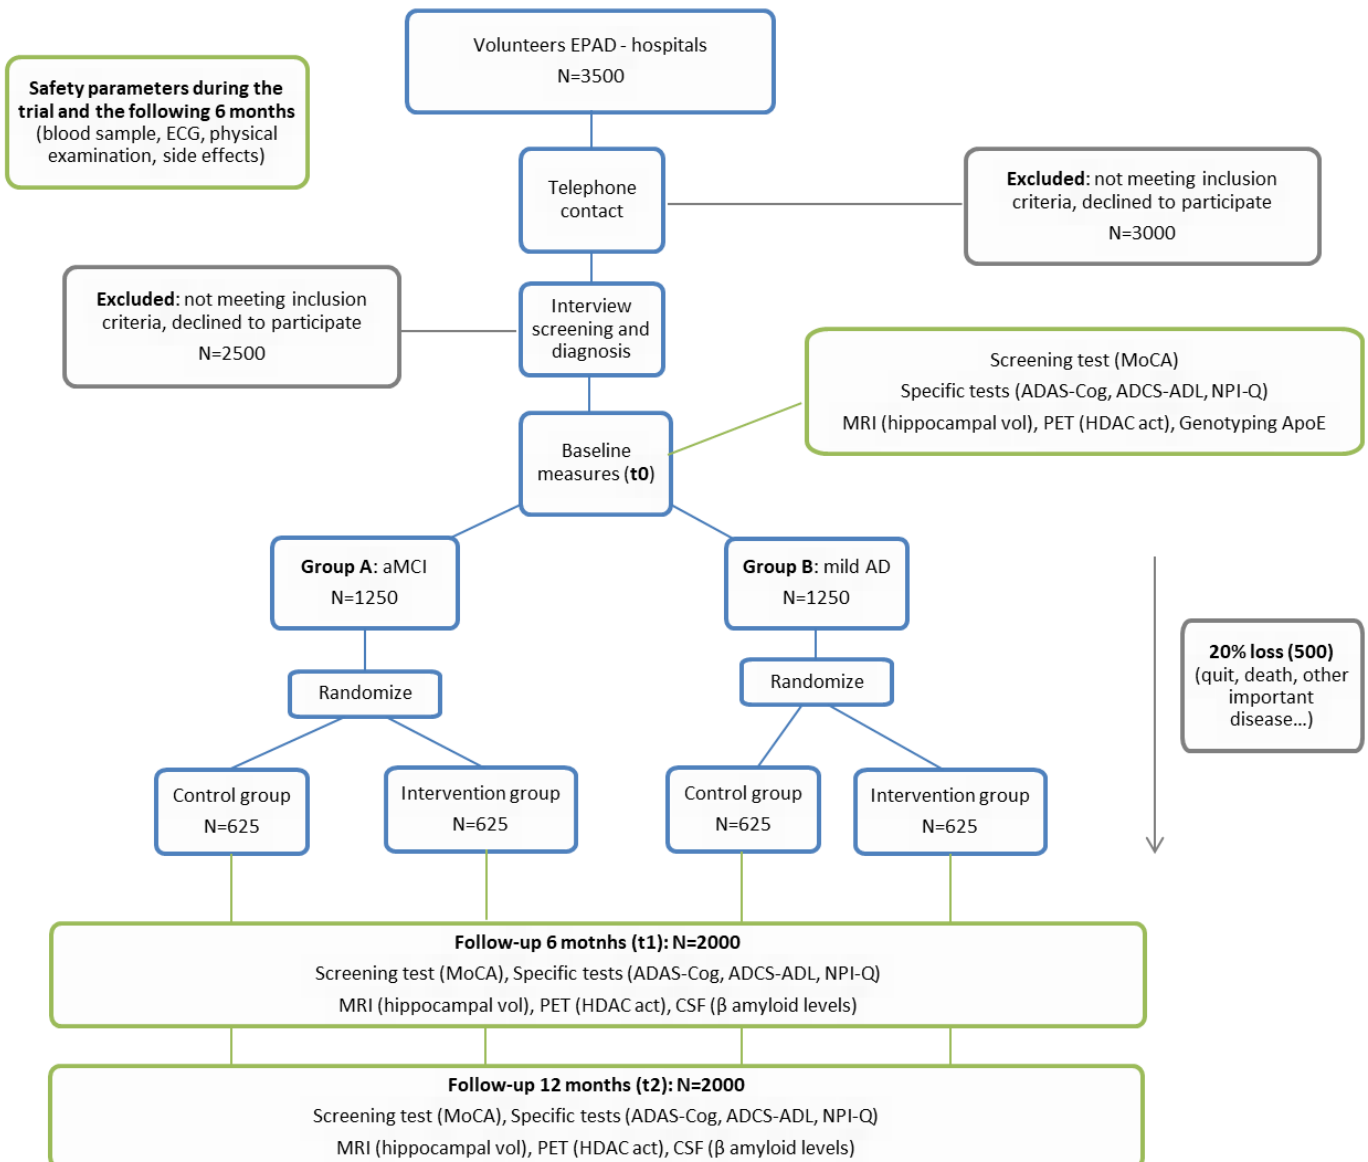 Volunteers EPAD - hospitals
N=3500
Safety parameters during the
trial and the following 6 months
(blood sample, ECG, physical
examination, side effects)
Telephone
contact
Excluded: not meeting inclusion
criteria, declined to participate
N=3000
Excluded: not meeting inclusion
criteria, declined to participate
N=2500
Interview
screening and
diagnosis
Screening test (MoCA)
Specific tests (ADAS-Cog, ADCS-ADL, NPI-Q)
MRI (hippocampal vol), PET (HDAC act), Genotyping ApoE
Baseline
measures (t0)
Group A: aMCI
N=1250
Group B: mild AD
N=1250
20% loss (500)
(quit, death, other
important
disease...)
Randomize
Randomize
Control group
N=625
Intervention group
N=625
Control group
N=625
Intervention group
N=625
Follow-up 6 motnhs (t1): N=2000
Screening test (MoCA), Specific tests (ADAS-Cog, ADCS-ADL, NPI-Q)
MRI (hippocampal vol), PET (HDAC act), CSF (β amyloid levels)
Follow-up 12 months (t2): N=2000
Screening test (MoCA), Specific tests (ADAS-Cog, ADCS-ADL, NPI-Q)
MRI (hippocampal vol), PET (HDAC act), CSF (β amyloid levels)